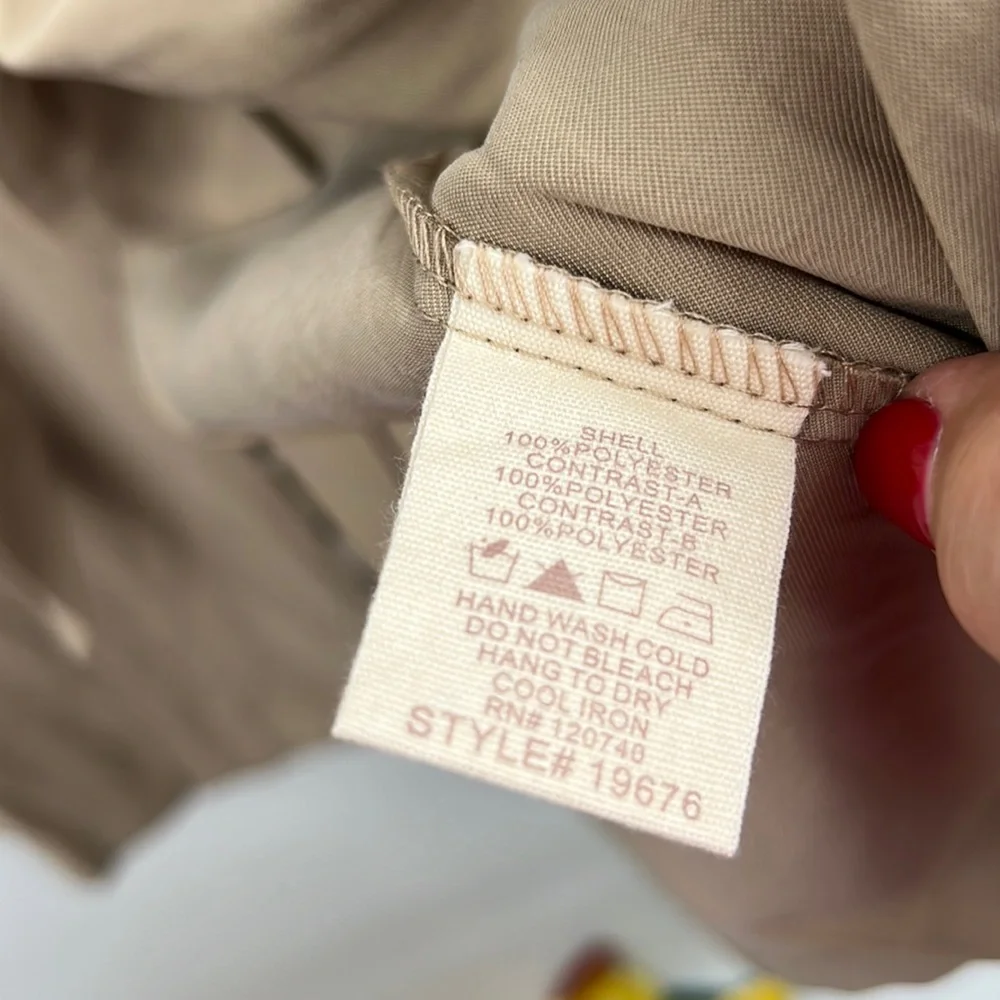 SHELL
100%POLYESTER
CONTRAST-A
100%POLYESTER
CONTRAST-B
100%POLYESTER
HAND WASH COLD
DO NOT BLEACH
HANG TO DRY
COOL IRON
RN# 120740
STYLE# 19676